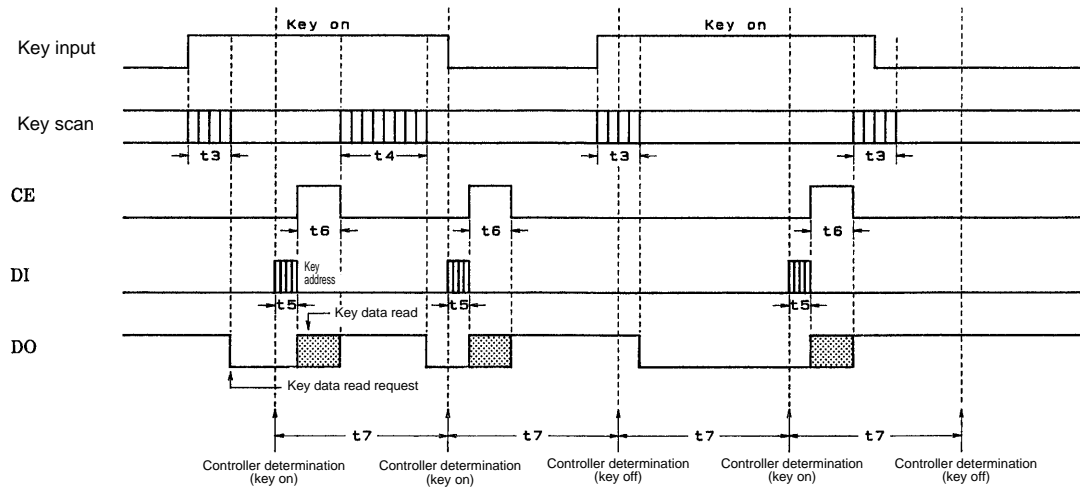 Key on
Key on
Key input
Key scan
t3
t4
t3
t3
CE
t6
t6
t6
DI
Key
address
t5
t5
t5
Key data read
DO
Key data read request
t7
t7
t7
t7
Controller determination
(key on)
Controller determination
(key on)
Controller determination
(key off)
Controller determination
(key on)
Controller determination
(key off)